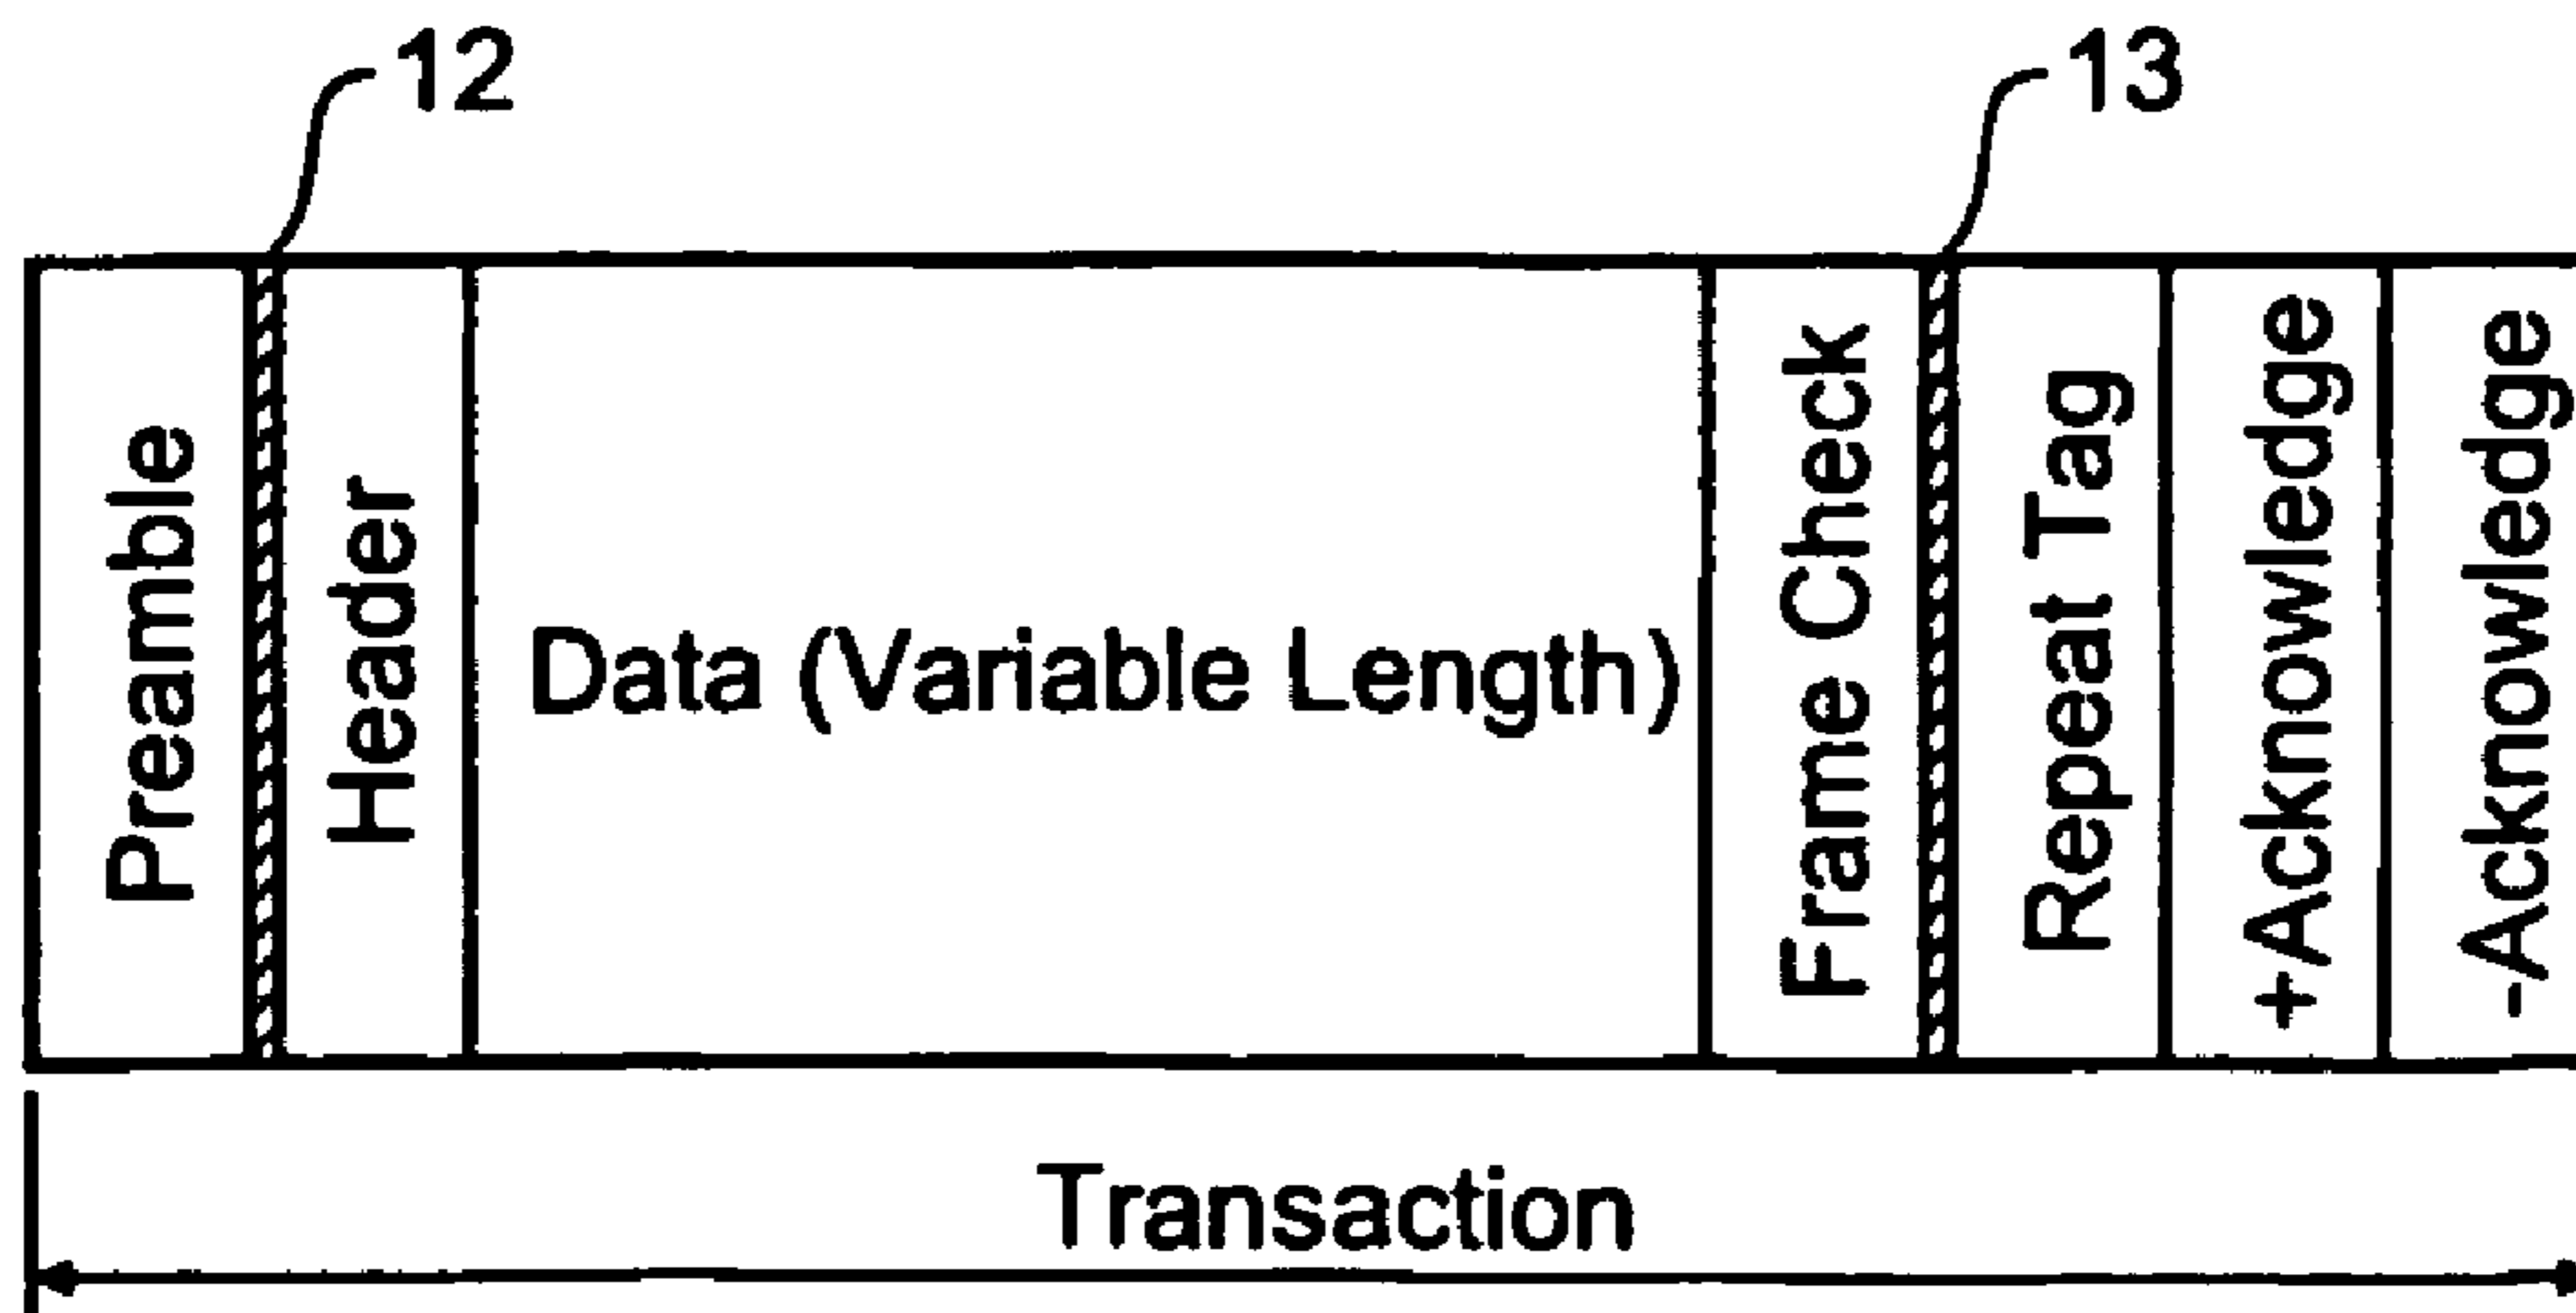 12
13
Preamble
Header
Data (Variable Length)
Frame Check
Repeat Tag
+Acknowledge
-Acknowledge
Transaction